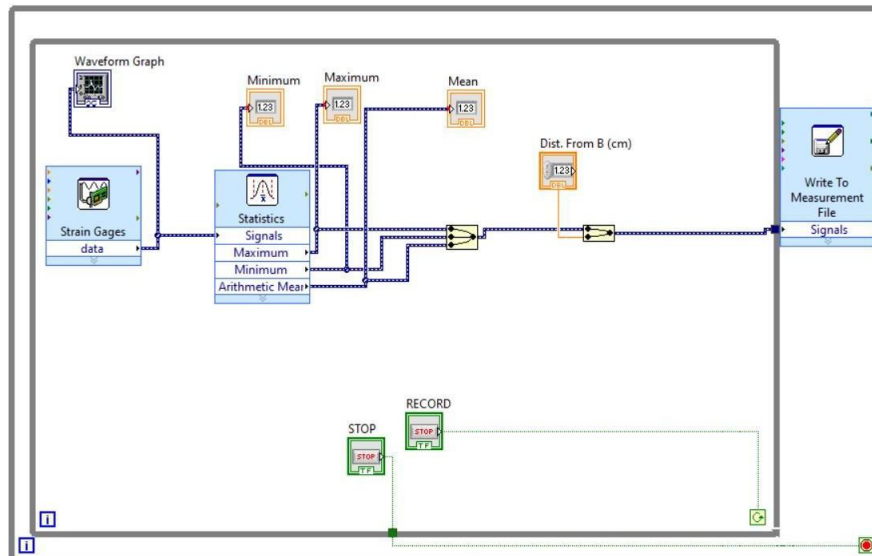 Waveform Graph
Minimum
Maximum
Mean
1.23
DBL
1.23
DBL
1.23
DBL
Dist. From B (cm)
1.23
DBL
Strain Gages
data
Statistics
Signals
Maximum
Minimum
Arithmetic Mear
Write To
Measurement
File
Signals
RECORD
STOP
TF
STOP
STOP
TF
i
i